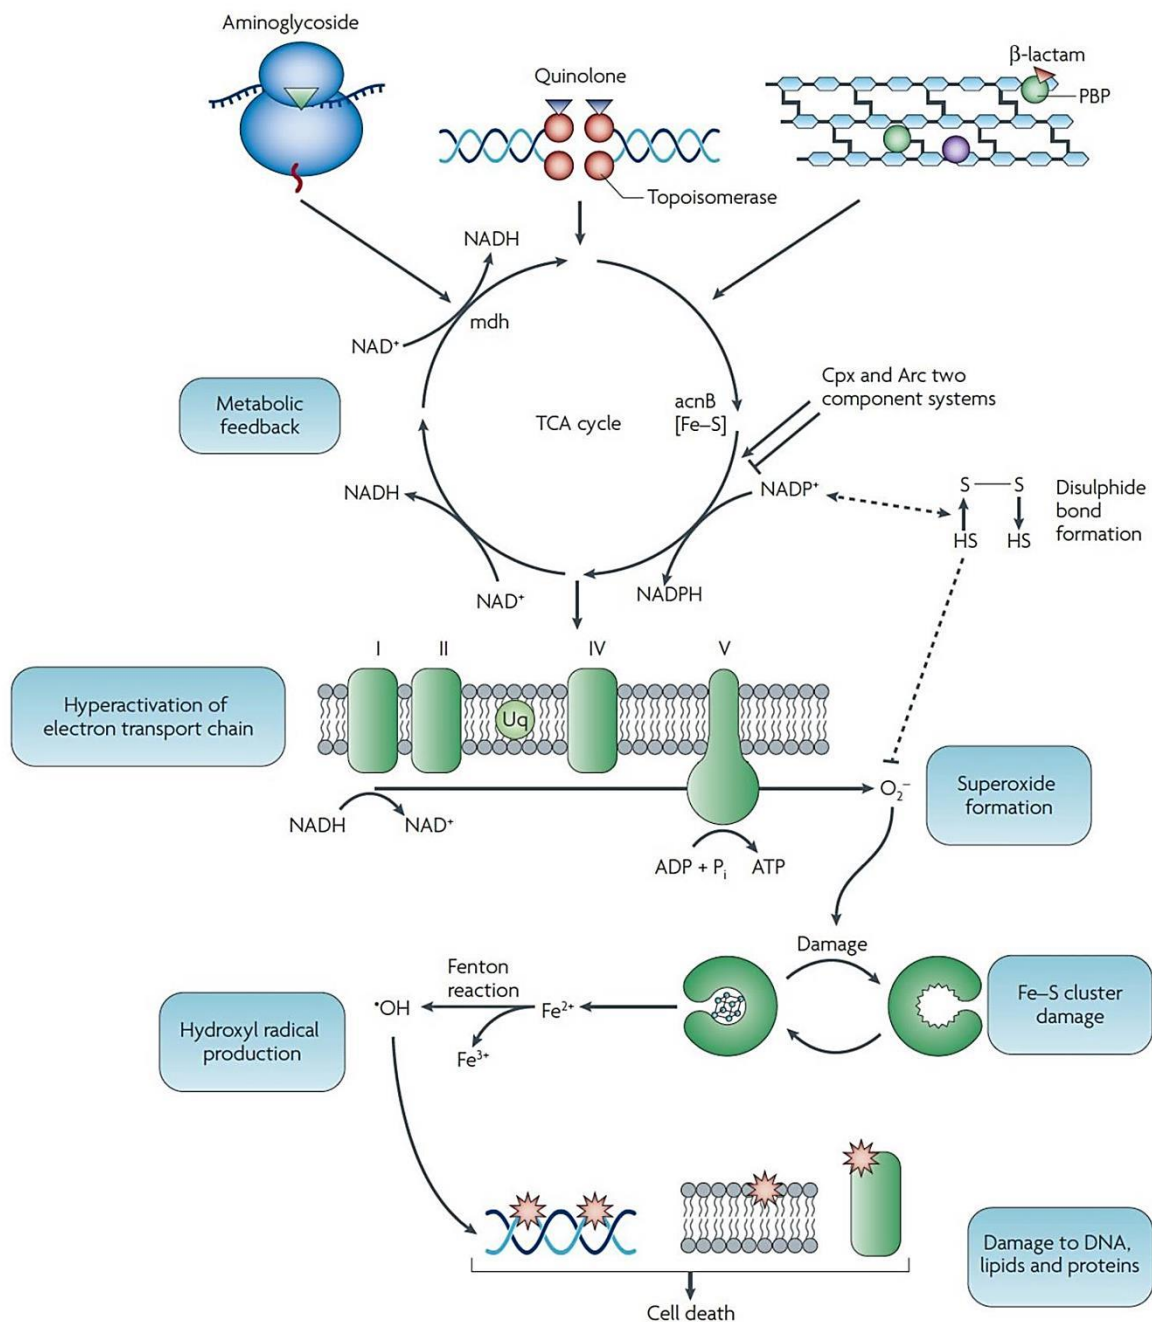 Aminoglycoside
Quinolone
β-lactam
PBP
Topoisomerase
NADH
mdh
NAD⁺
Metabolic
feedback
TCA cycle
acnB
[Fe–S]
Cpx and Arc two
component systems
NADP⁺
S
S
HS
HS
Disulphide
bond
formation
NADH
NAD⁺
NADPH
I
II
IV
V
Hyperactivation of
electron transport chain
Uq
NADH
NAD⁺
ADP + Pᵢ
ATP
O₂⁻
Superoxide
formation
Damage
Fe–S cluster
damage
Fenton
reaction
•OH
Fe²⁺
Fe³⁺
Hydroxyl radical
production
Damage to DNA,
lipids and proteins
Cell death